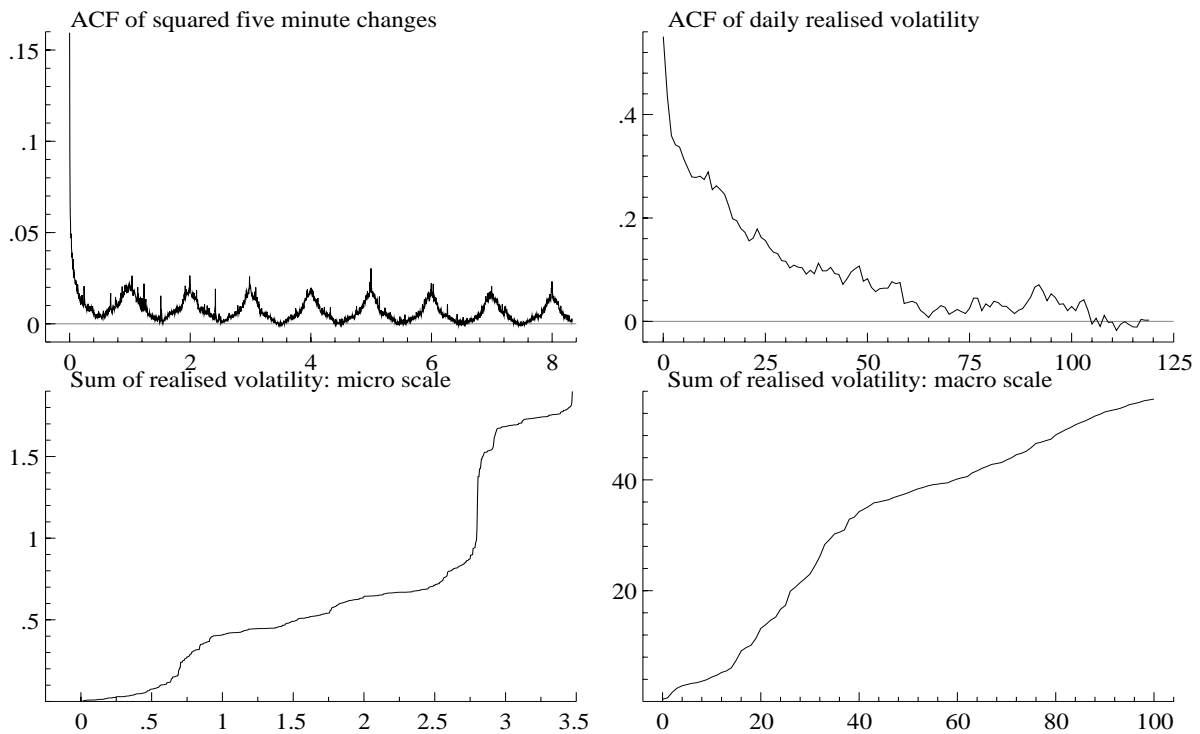 ACF of squared five minute changes
.15
.1
.05
0
0 2 4 6 8
ACF of daily realised volatility
.4
.2
0
0 25 50 75 100 125
Sum of realised volatility: micro scale
1.5
1
.5
0 .5 1 1.5 2 2.5 3 3.5
Sum of realised volatility: macro scale
40
20
0 20 40 60 80 100